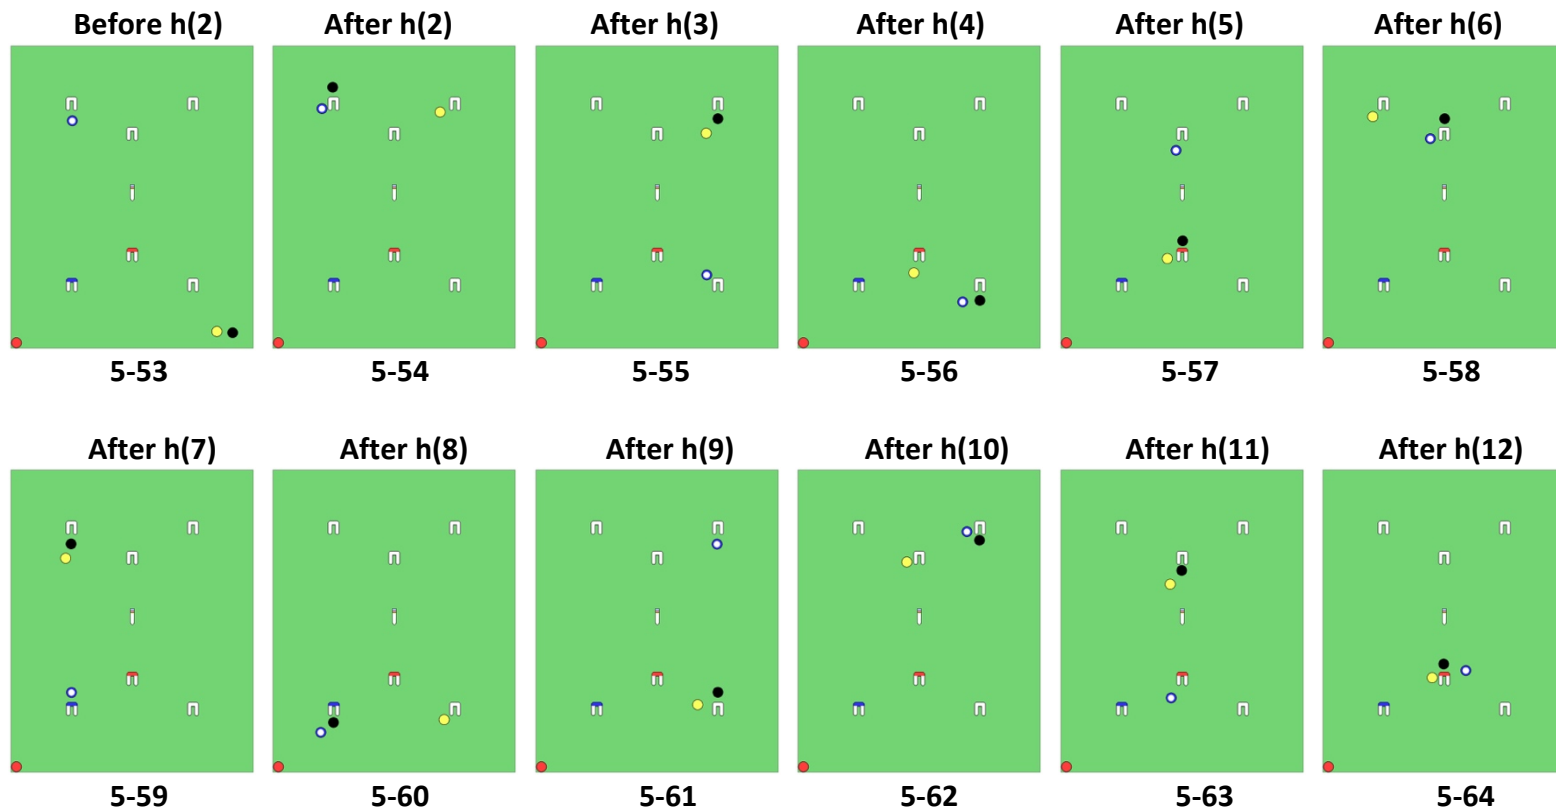 Before h(2) After h(2) After h(3) After h(4) After h(5) After h(6)
5-53 5-54 5-55 5-56 5-57 5-58
After h(7) After h(8) After h(9) After h(10) After h(11) After h(12)
5-59 5-60 5-61 5-62 5-63 5-64